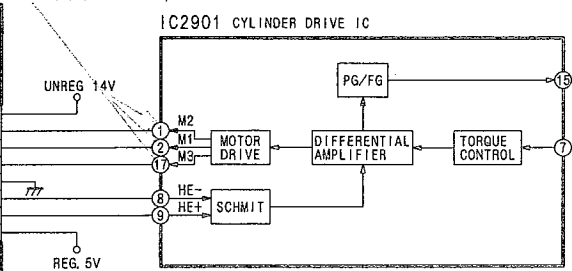 IC2901 CYLINDER DRIVE IC
UNREG 14V
PG/FG
15
1
M2
2
M1
17
M3
MOTOR
DRIVE
DIFFERENTIAL
AMPLIFIER
TORQUE
CONTROL
7
8
HE-
9
HE+
SCHMIT
REG. 5V